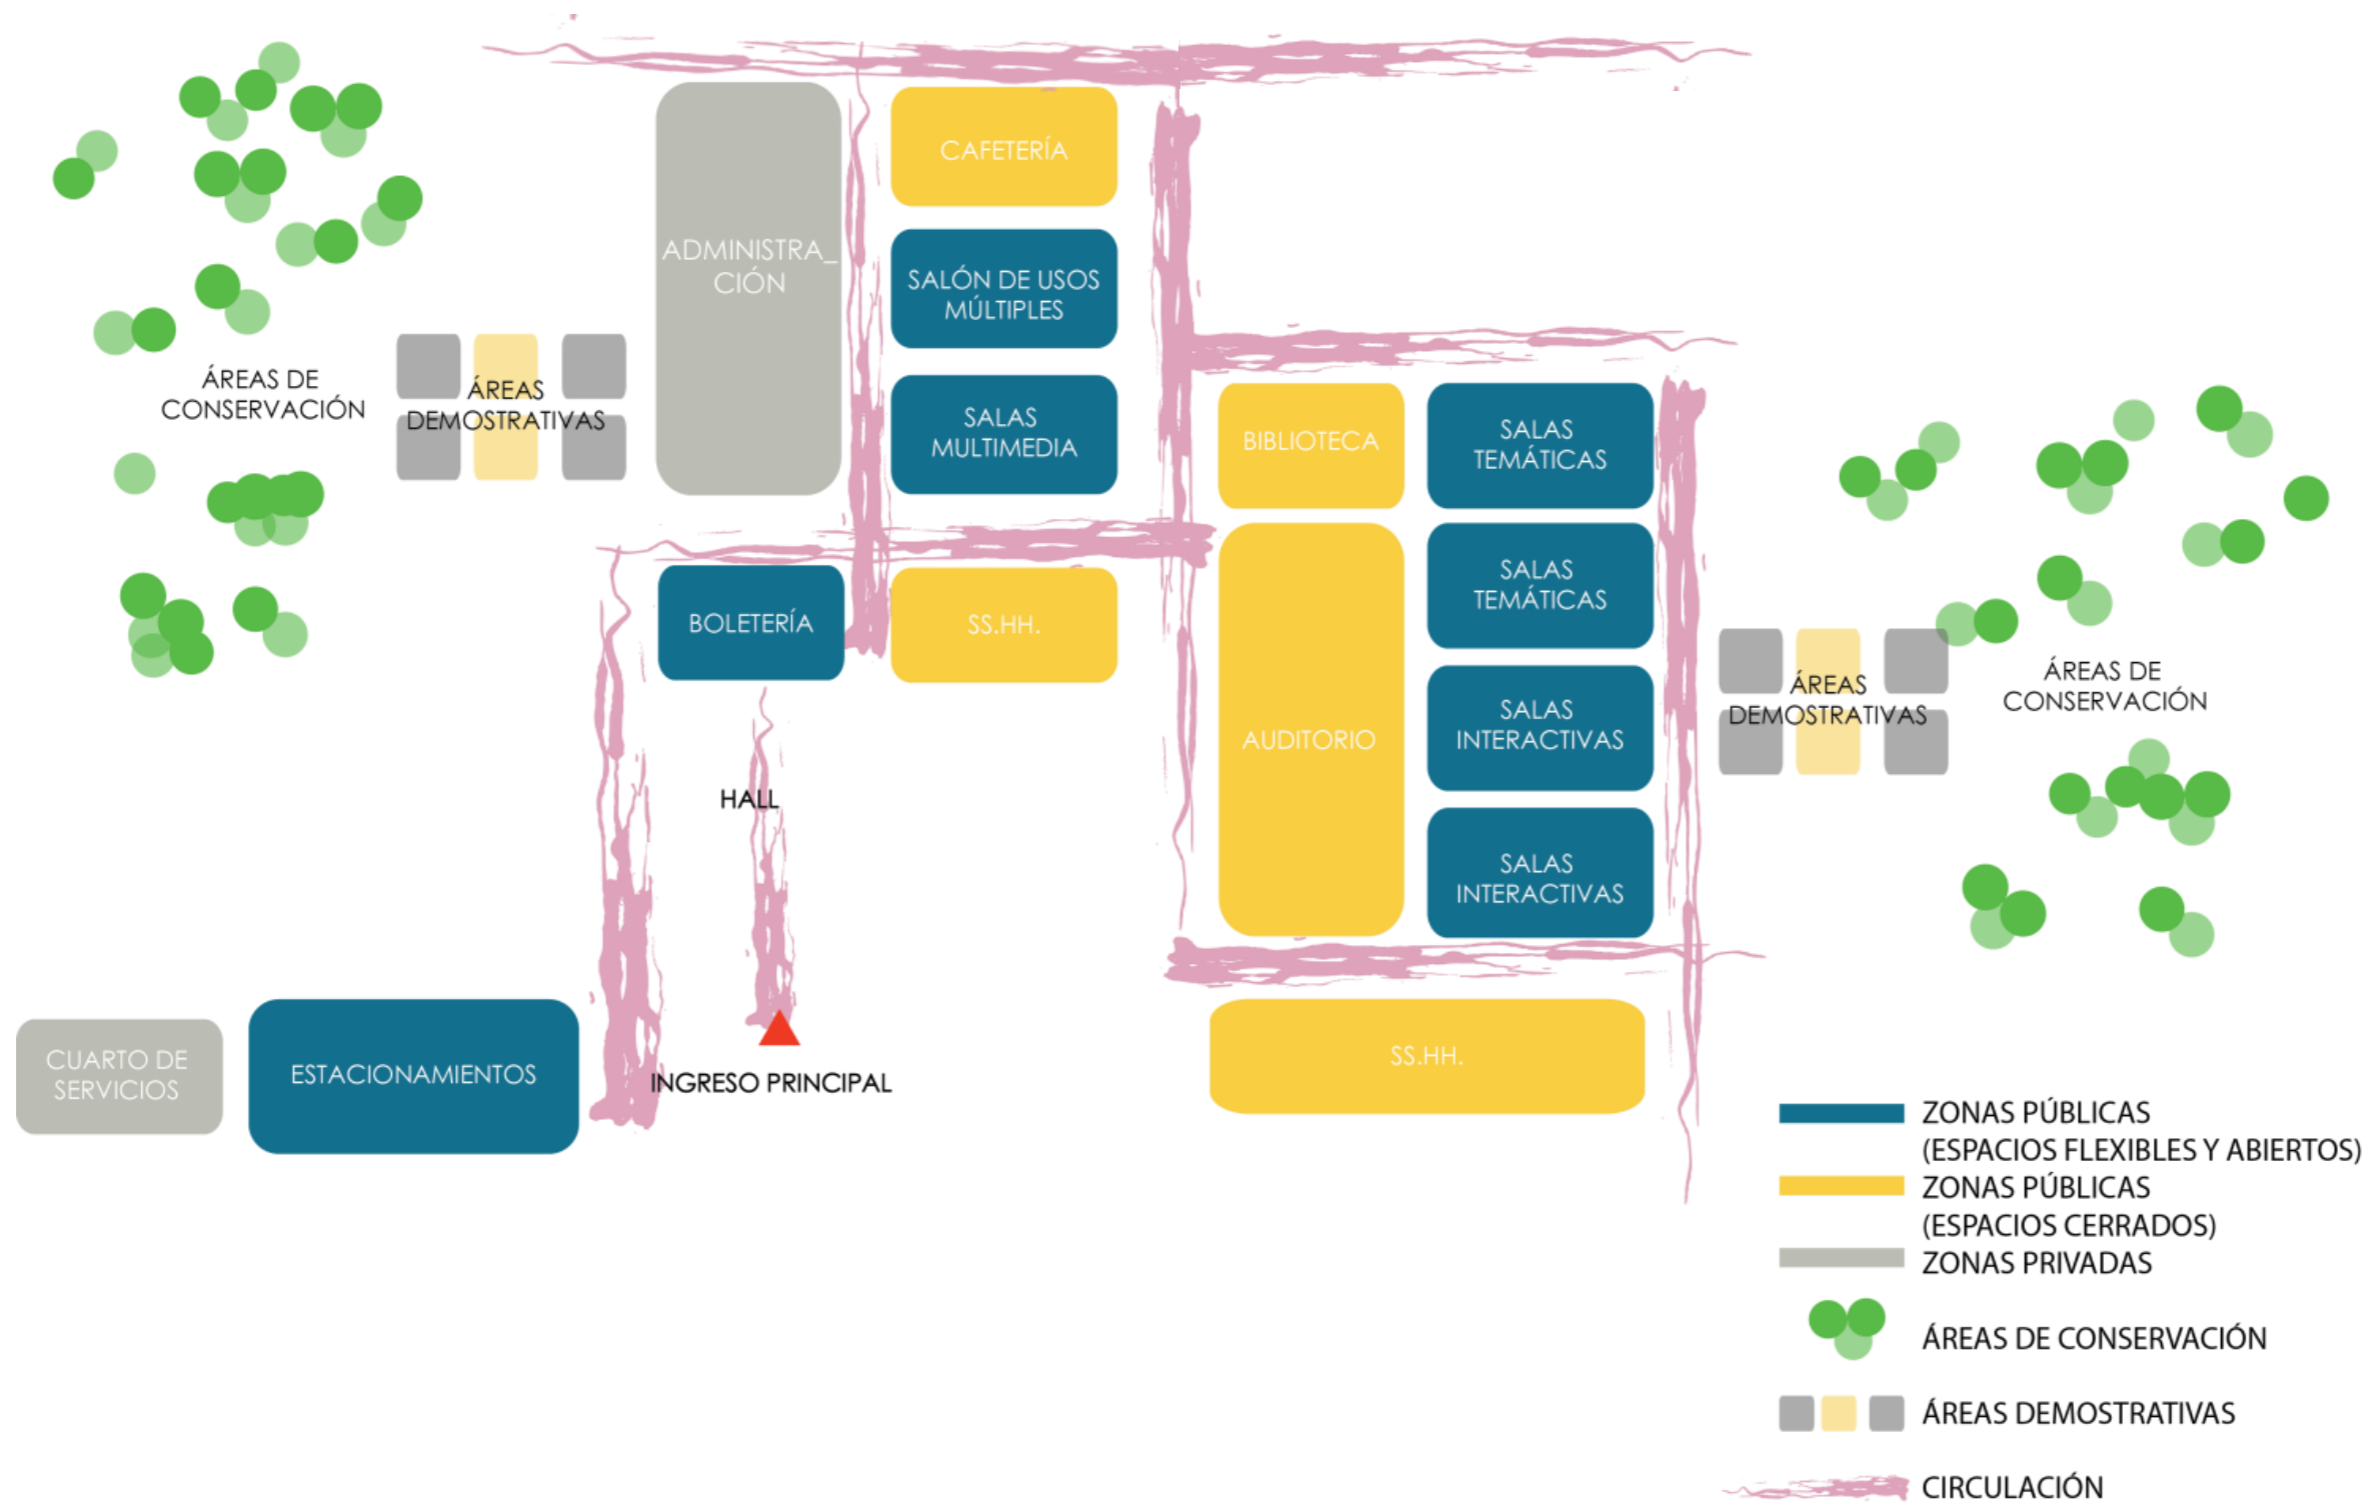 CAFETERÍA
ADMINISTRA_
CIÓN
SALÓN DE USOS
MÚLTIPLES
SALAS
MULTIMEDIA
ÁREAS DE
CONSERVACIÓN
ÁREAS
DEMOSTRATIVAS
BIBLIOTECA
SALAS
TEMÁTICAS
SALAS
TEMÁTICAS
BOLETERÍA
SS.HH.
AUDITORIO
SALAS
INTERACTIVAS
SALAS
INTERACTIVAS
ÁREAS
DEMOSTRATIVAS
ÁREAS DE
CONSERVACIÓN
HALL
CUARTO DE
SERVICIOS
ESTACIONAMIENTOS
INGRESO PRINCIPAL
SS.HH.
ZONAS PÚBLICAS
(ESPACIOS FLEXIBLES Y ABIERTOS)
ZONAS PÚBLICAS
(ESPACIOS CERRADOS)
ZONAS PRIVADAS
ÁREAS DE CONSERVACIÓN
ÁREAS DEMOSTRATIVAS
CIRCULACIÓN